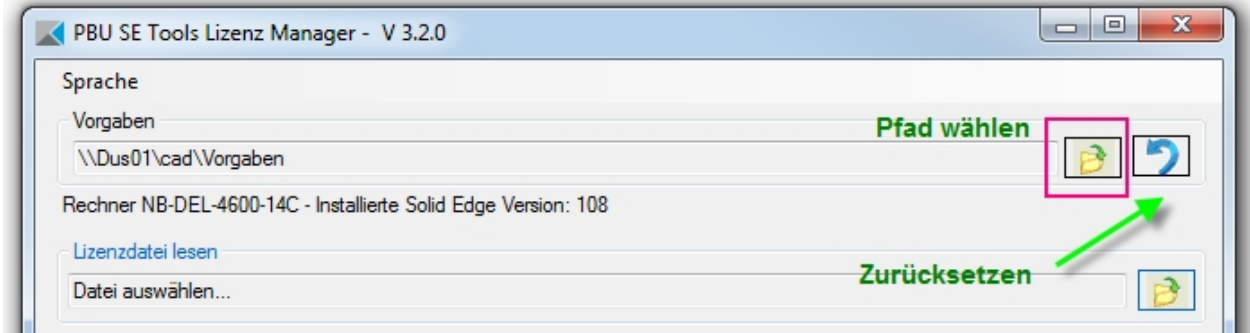 PBU SE Tools Lizenz Manager - V 3.2.0
Sprache
Vorgaben
Pfad wählen
\\Dus01\cad\Vorgaben
Rechner NB-DEL-4600-14C - Installierte Solid Edge Version: 108
Lizenzdatei lesen
Zurücksetzen
Datei auswählen...